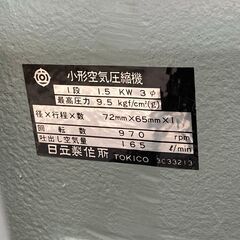 小形空気圧縮機
1段 1.5 KW 3φ
最高圧力 9.5 kgf/cm²(g)
径×行程×数 72mm×65mm×1
回転数 970 rpm
吐出し空気量 165 ℓ/min
日立製作所 TOKICO 3C33213